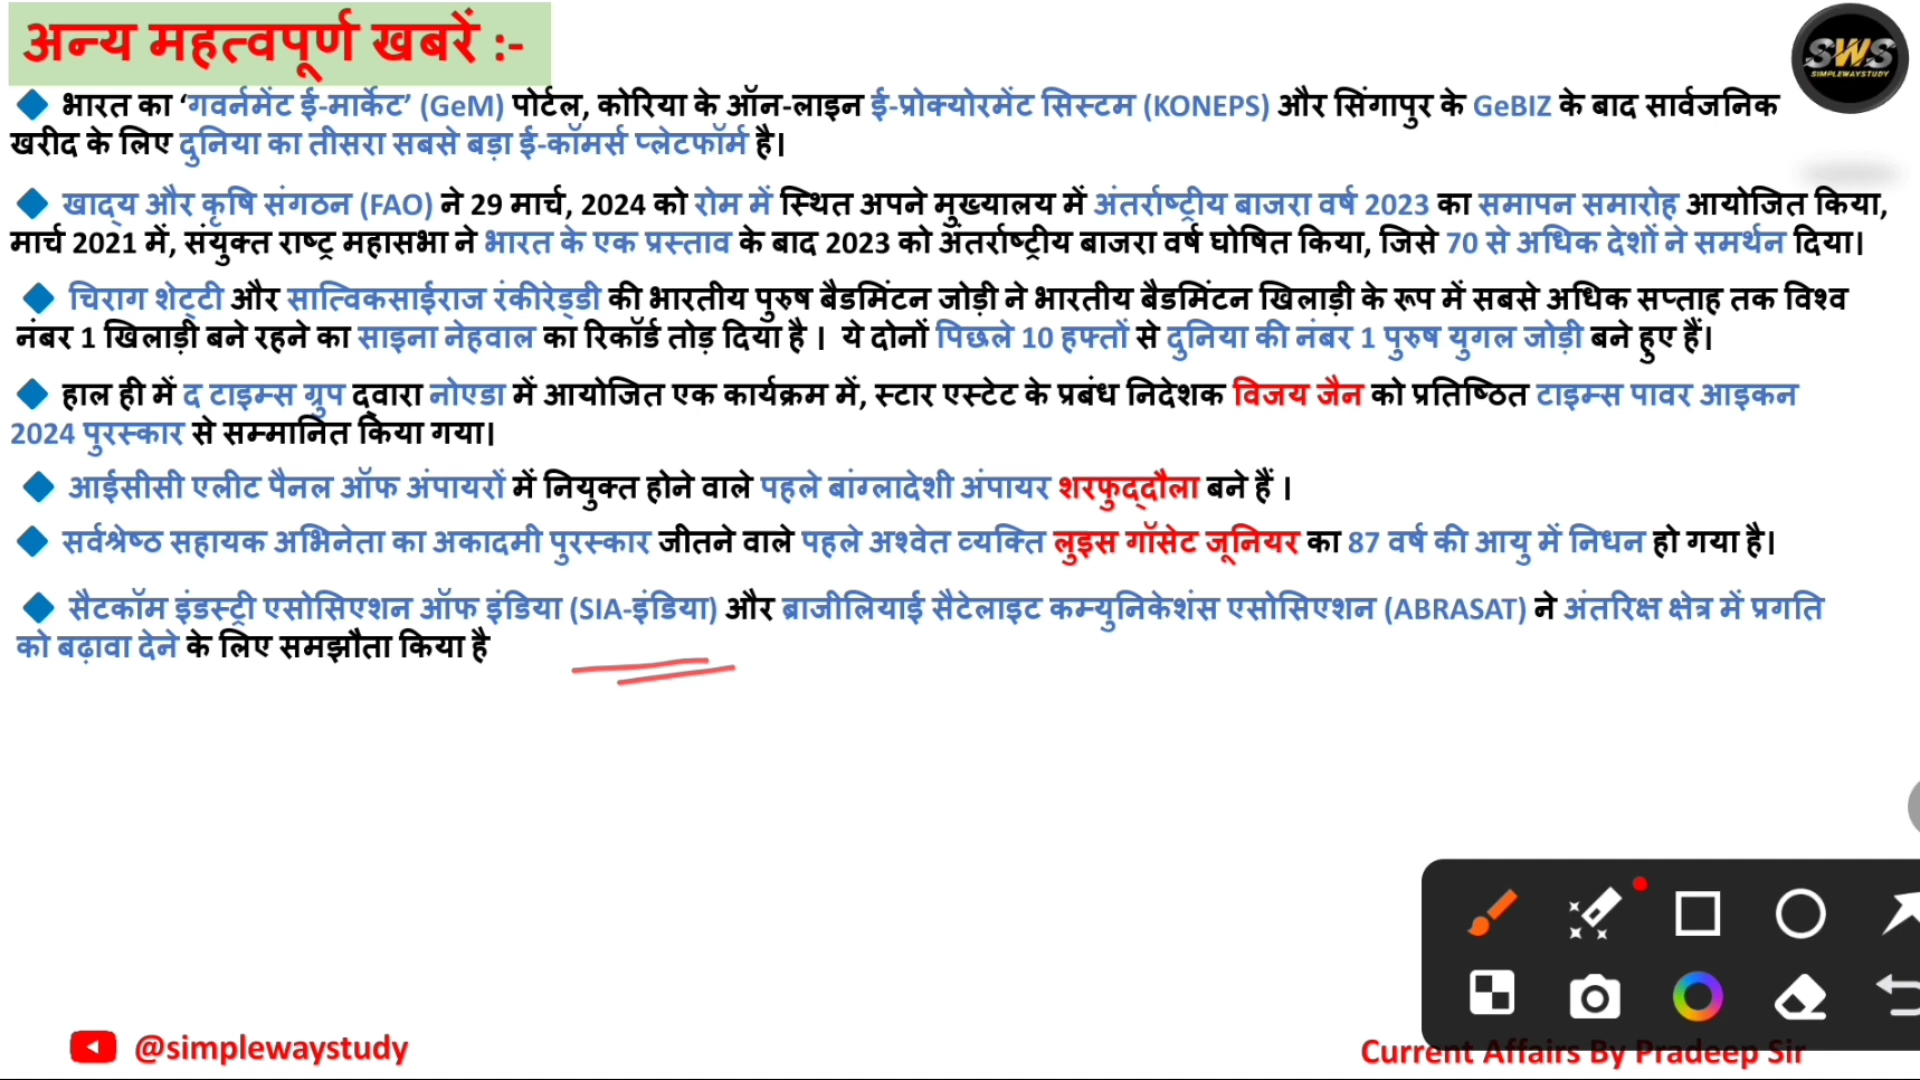 अन्य महत्वपूर्ण खबरें :-
SWS
SIMPLEWAYSTUDY
भारत का ‘गवर्नमेंट ई-मार्केट’ (GeM) पोर्टल, कोरिया के ऑन-लाइन ई-प्रोक्योरमेंट सिस्टम (KONEPS) और सिंगापुर के GeBIZ के बाद सार्वजनिक
खरीद के लिए दुनिया का तीसरा सबसे बड़ा ई-कॉमर्स प्लेटफॉर्म है।
खाद्य और कृषि संगठन (FAO) ने 29 मार्च, 2024 को रोम में स्थित अपने मुख्यालय में अंतर्राष्ट्रीय बाजरा वर्ष 2023 का समापन समारोह आयोजित किया,
मार्च 2021 में, संयुक्त राष्ट्र महासभा ने भारत के एक प्रस्ताव के बाद 2023 को अंतर्राष्ट्रीय बाजरा वर्ष घोषित किया, जिसे 70 से अधिक देशों ने समर्थन दिया।
चिराग शेट्टी और सात्विकसाईराज रंकीरेड्डी की भारतीय पुरुष बैडमिंटन जोड़ी ने भारतीय बैडमिंटन खिलाड़ी के रूप में सबसे अधिक सप्ताह तक विश्व
नंबर 1 खिलाड़ी बने रहने का साइना नेहवाल का रिकॉर्ड तोड़ दिया है । ये दोनों पिछले 10 हफ्तों से दुनिया की नंबर 1 पुरुष युगल जोड़ी बने हुए हैं।
हाल ही में द टाइम्स ग्रुप द्वारा नोएडा में आयोजित एक कार्यक्रम में, स्टार एस्टेट के प्रबंध निदेशक विजय जैन को प्रतिष्ठित टाइम्स पावर आइकन
2024 पुरस्कार से सम्मानित किया गया।
आईसीसी एलीट पैनल ऑफ अंपायरों में नियुक्त होने वाले पहले बांग्लादेशी अंपायर शरफुद्दौला बने हैं ।
सर्वश्रेष्ठ सहायक अभिनेता का अकादमी पुरस्कार जीतने वाले पहले अश्वेत व्यक्ति लुइस गॉसेट जूनियर का 87 वर्ष की आयु में निधन हो गया है।
सैटकॉम इंडस्ट्री एसोसिएशन ऑफ इंडिया (SIA-इंडिया) और ब्राजीलियाई सैटेलाइट कम्युनिकेशंस एसोसिएशन (ABRASAT) ने अंतरिक्ष क्षेत्र में प्रगति
को बढ़ावा देने के लिए समझौता किया है
@simplewaystudy
Current Affairs By Pradeep Sir